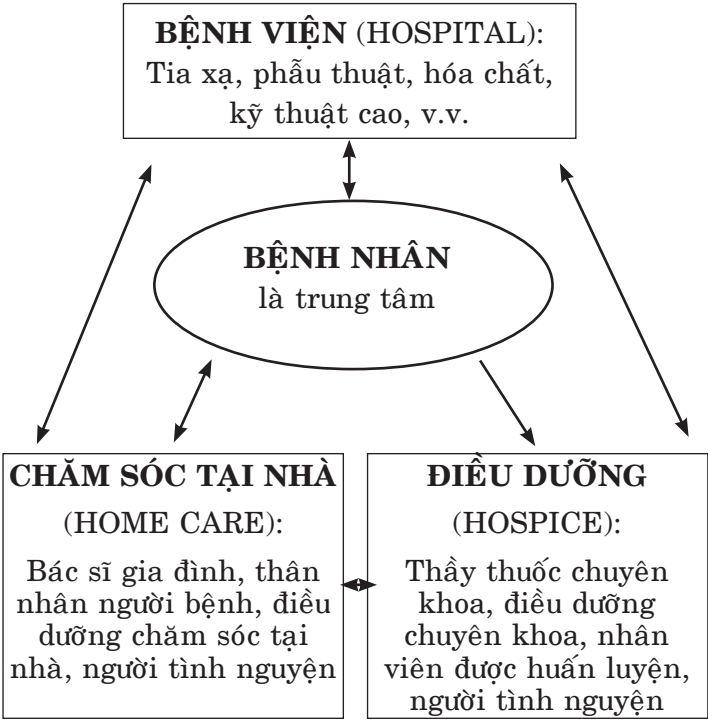 BỆNH VIỆN (HOSPITAL):
Tia xạ, phẫu thuật, hóa chất,
kỹ thuật cao, v.v.
BỆNH NHÂN
là trung tâm
CHĂM SÓC TẠI NHÀ
(HOME CARE):
Bác sĩ gia đình, thân
nhân người bệnh, điều
dưỡng chăm sóc tại
nhà, người tình nguyện
ĐIỀU DƯỠNG
(HOSPICE):
Thầy thuốc chuyên
khoa, điều dưỡng
chuyên khoa, nhân
viên được huấn luyện,
người tình nguyện